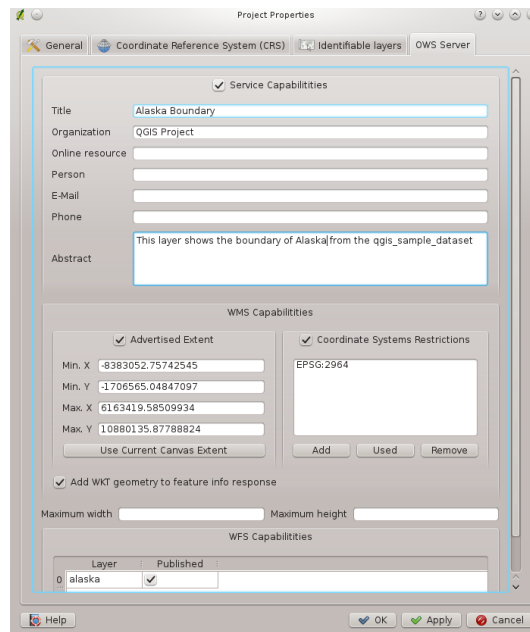 Project Properties
General Coordinate Reference System (CRS) Identifiable layers OWS Server
Service Capabilitities
Title Alaska Boundary
Organization QGIS Project
Online resource
Person
E-Mail
Phone
Abstract This layer shows the boundary of Alaska from the qgis_sample_dataset
WMS Capabilitities
Advertised Extent
Min. X -8383052.75742545
Min. Y -1706565.04847097
Max. X 6163419.58509934
Max. Y 10880135.87788824
Use Current Canvas Extent
Coordinate Systems Restrictions
EPSG:2964
Add Used Remove
Add WKT geometry to feature info response
Maximum width Maximum height
WFS Capabilitities
Layer Published
0 alaska
Help OK Apply Cancel